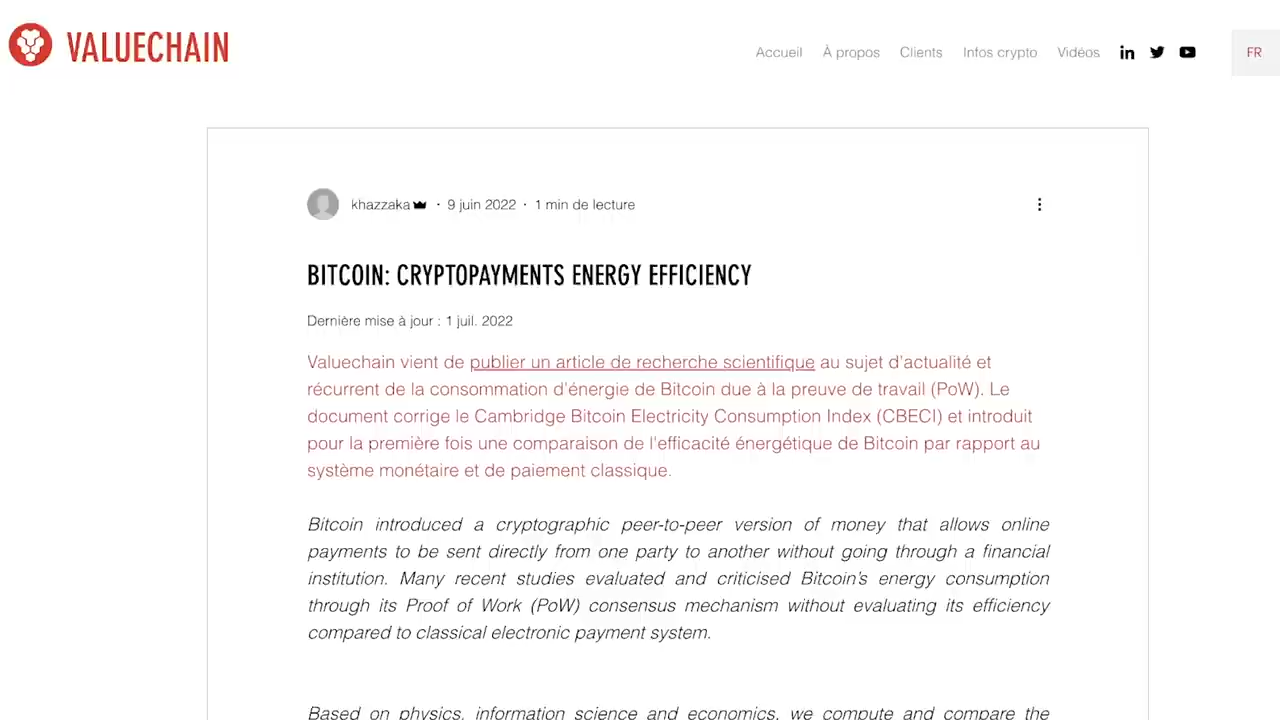 VALUECHAIN
Accueil À propos Clients Infos crypto Vidéos FR
khazzaka · 9 juin 2022 · 1 min de lecture
BITCOIN: CRYPTOPAYMENTS ENERGY EFFICIENCY
Dernière mise à jour : 1 juil. 2022
Valuechain vient de publier un article de recherche scientifique au sujet d'actualité et
récurrent de la consommation d'énergie de Bitcoin due à la preuve de travail (PoW). Le
document corrige le Cambridge Bitcoin Electricity Consumption Index (CBECI) et introduit
pour la première fois une comparaison de l'efficacité énergétique de Bitcoin par rapport au
système monétaire et de paiement classique.
Bitcoin introduced a cryptographic peer-to-peer version of money that allows online
payments to be sent directly from one party to another without going through a financial
institution. Many recent studies evaluated and criticised Bitcoin's energy consumption
through its Proof of Work (PoW) consensus mechanism without evaluating its efficiency
compared to classical electronic payment system.
Based on physics, information science and economics, we compute and compare the